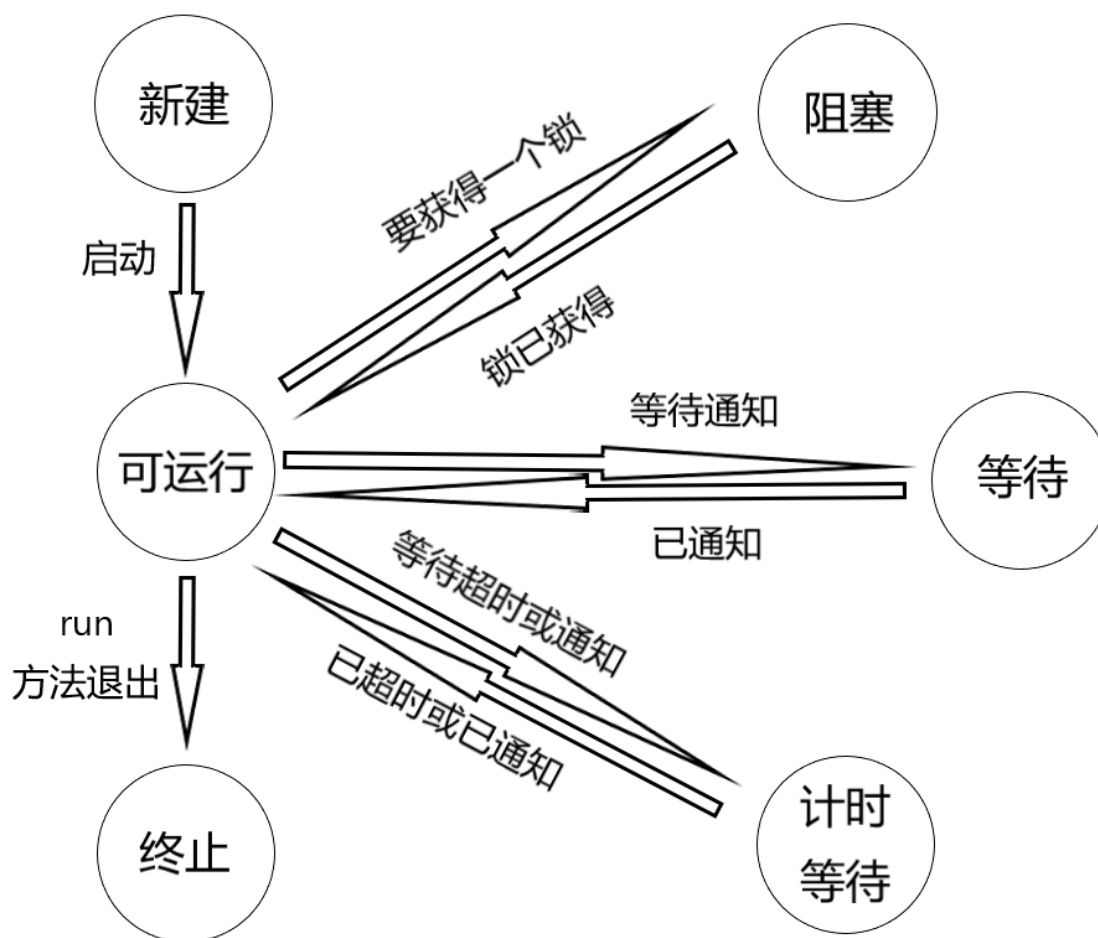 新建
阻塞
要获得一个锁
启动
锁已获得
等待通知
可运行
等待
已通知
等待超时或通知
run
方法退出
已超时或已通知
计时
等待
终止